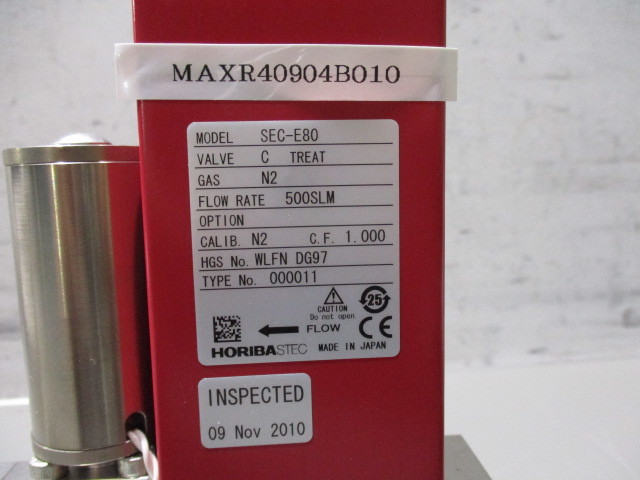 MAXR40904B010
MODEL SEC-E80
VALVE C TREAT
GAS N2
FLOW RATE 500SLM
OPTION
CALIB. N2 C.F. 1.000
HGS No. WLFN DG97
TYPE No. 000011
CAUTION
Do not open
25
FLOW
CE
HORIBASTEC MADE IN JAPAN
INSPECTED
09 Nov 2010